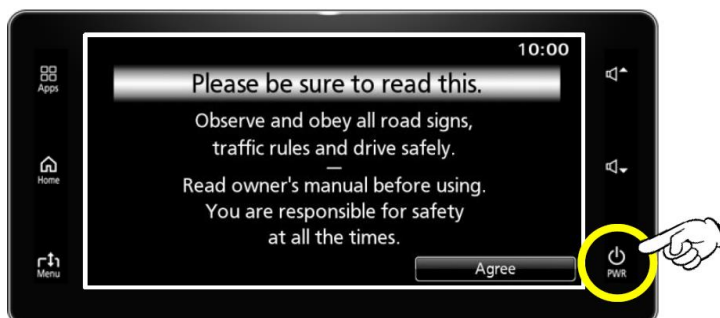 10:00
Apps
Please be sure to read this.
Observe and obey all road signs,
traffic rules and drive safely.
Home
Read owner's manual before using.
You are responsible for safety
at all the times.
Menu
Agree
PWR